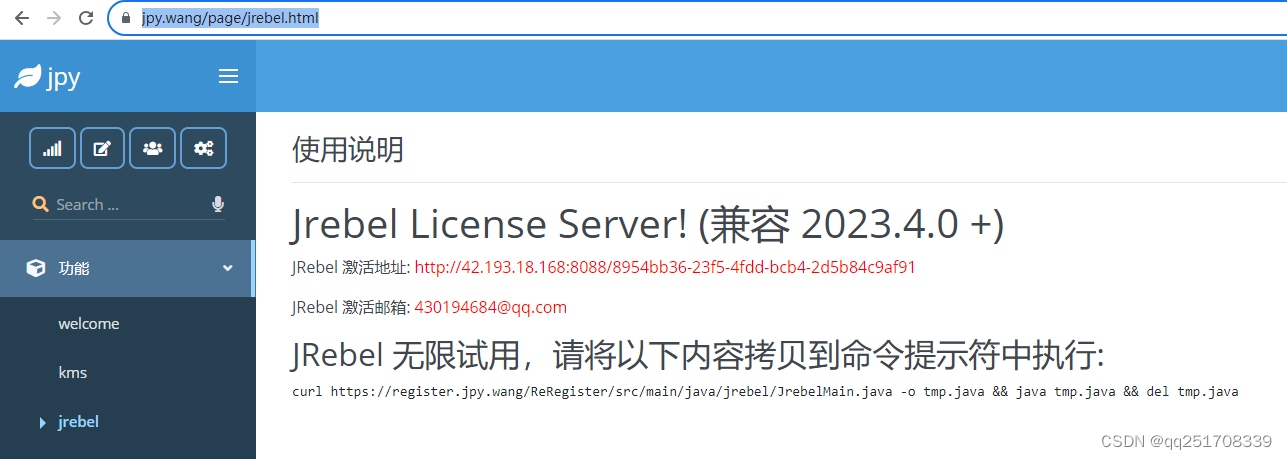 jpy.wang/page/jrebel.html
jpy
使用说明
Search ...
Jrebel License Server! (兼容 2023.4.0 +)
功能
JRebel 激活地址: http://42.193.18.168:8088/8954bb36-23f5-4fdd-bcb4-2d5b84c9af91
JRebel 激活邮箱: 430194684@qq.com
welcome
JRebel 无限试用，请将以下内容拷贝到命令提示符中执行:
kms
curl https://register.jpy.wang/ReRegister/src/main/java/jrebel/JrebelMain.java -o tmp.java && java tmp.java && del tmp.java
jrebel
CSDN @qq251708339